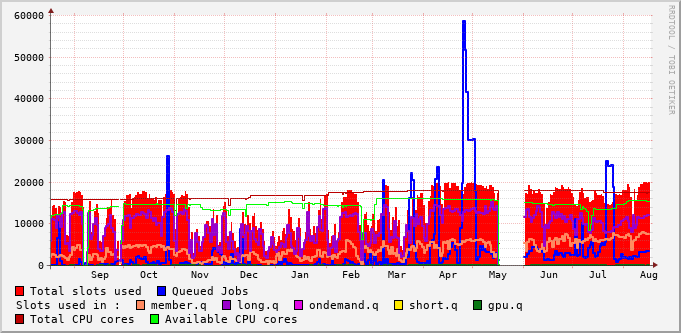 60000
50000
40000
30000
20000
10000
0
Sep Oct Nov Dec Jan Feb Mar Apr May Jun Jul Aug
Total slots used Queued Jobs
Slots used in : member.q long.q ondemand.q short.q gpu.q
Total CPU cores Available CPU cores
RRDTOOL / TOBI OETIKER